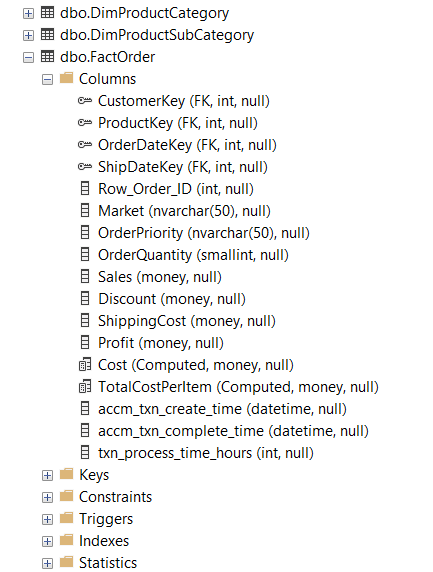 dbo.DimProductCategory
dbo.DimProductSubCategory
dbo.FactOrder
Columns
CustomerKey (FK, int, null)
ProductKey (FK, int, null)
OrderDateKey (FK, int, null)
ShipDateKey (FK, int, null)
Row_Order_ID (int, null)
Market (nvarchar(50), null)
OrderPriority (nvarchar(50), null)
OrderQuantity (smallint, null)
Sales (money, null)
Discount (money, null)
ShippingCost (money, null)
Profit (money, null)
Cost (Computed, money, null)
TotalCostPerItem (Computed, money, null)
accm_txn_create_time (datetime, null)
accm_txn_complete_time (datetime, null)
txn_process_time_hours (int, null)
Keys
Constraints
Triggers
Indexes
Statistics